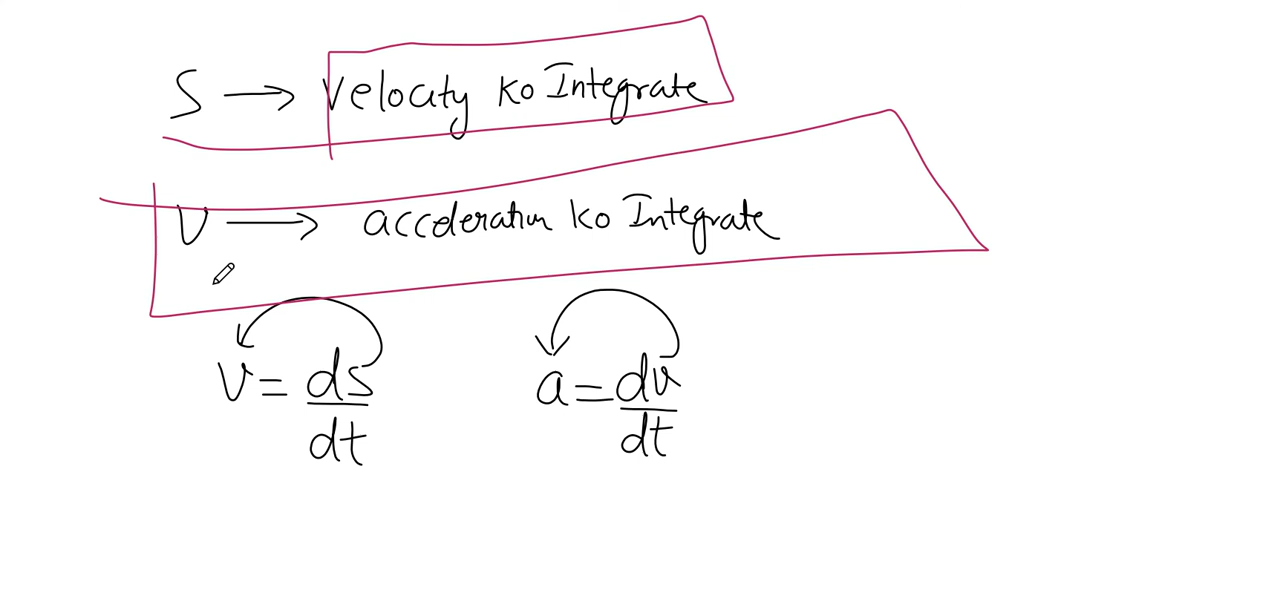 S → Velocity ko Integrate
V → acceleration ko Integrate
v = ds/dt a = dv/dt